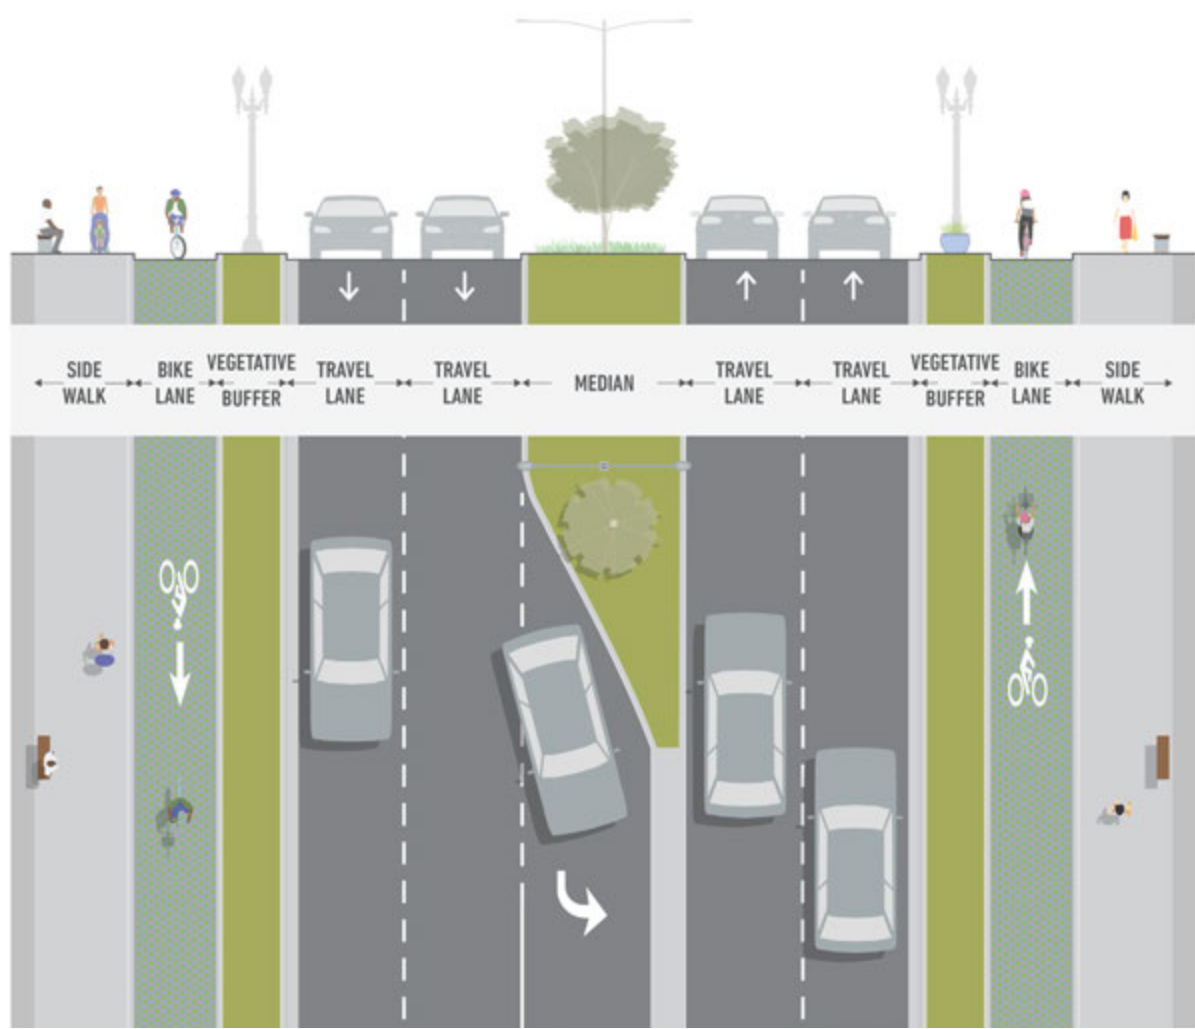 SIDE WALK
BIKE LANE
VEGETATIVE BUFFER
TRAVEL LANE
TRAVEL LANE
MEDIAN
TRAVEL LANE
TRAVEL LANE
VEGETATIVE BUFFER
BIKE LANE
SIDE WALK